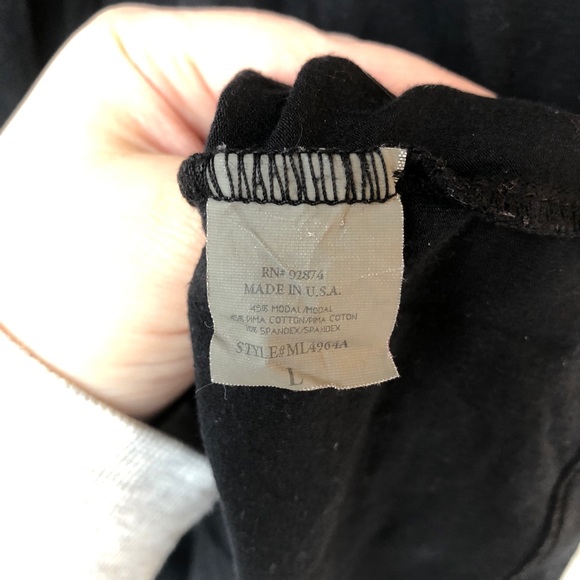 RN# 92874
MADE IN U.S.A.
45% MODAL/MODAL
45% PIMA COTTON/PIMA COTON
10% SPANDEX/SPANDEX
STYLE#ML4964A
L